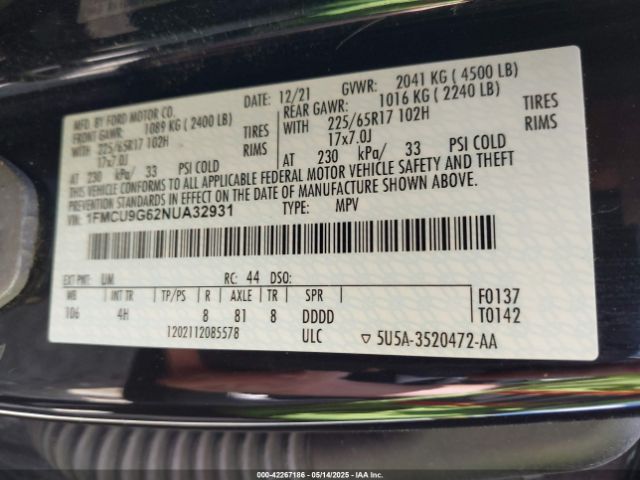 MFD. BY FORD MOTOR CO.
DATE: 12/21 GVWR: 2041 KG ( 4500 LB)
FRONT GAWR: 1089 KG ( 2400 LB) REAR GAWR: 1016 KG ( 2240 LB)
WITH 225/65R17 102H TIRES WITH 225/65R17 102H TIRES
17x7.0J RIMS 17x7.0J RIMS
AT 230 kPa/ 33 PSI COLD AT 230 kPa/ 33 PSI COLD
THIS VEHICLE CONFORMS TO ALL APPLICABLE FEDERAL MOTOR VEHICLE SAFETY AND THEFT
PREVENTION STANDARDS IN EFFECT ON THE DATE OF MANUFACTURE SHOWN ABOVE.
VIN: 1FMCU9G62NUA32931 TYPE: MPV
EXT PNT: UM RC: 44 DSO:
WB INT TR TP/PS R AXLE TR SPR F0137
106 4H 8 81 8 DDDD T0142
1202112085578 ULC ▽ 5U5A-3520472-AA
000-42267186 — 05/14/2025 — IAA Inc.